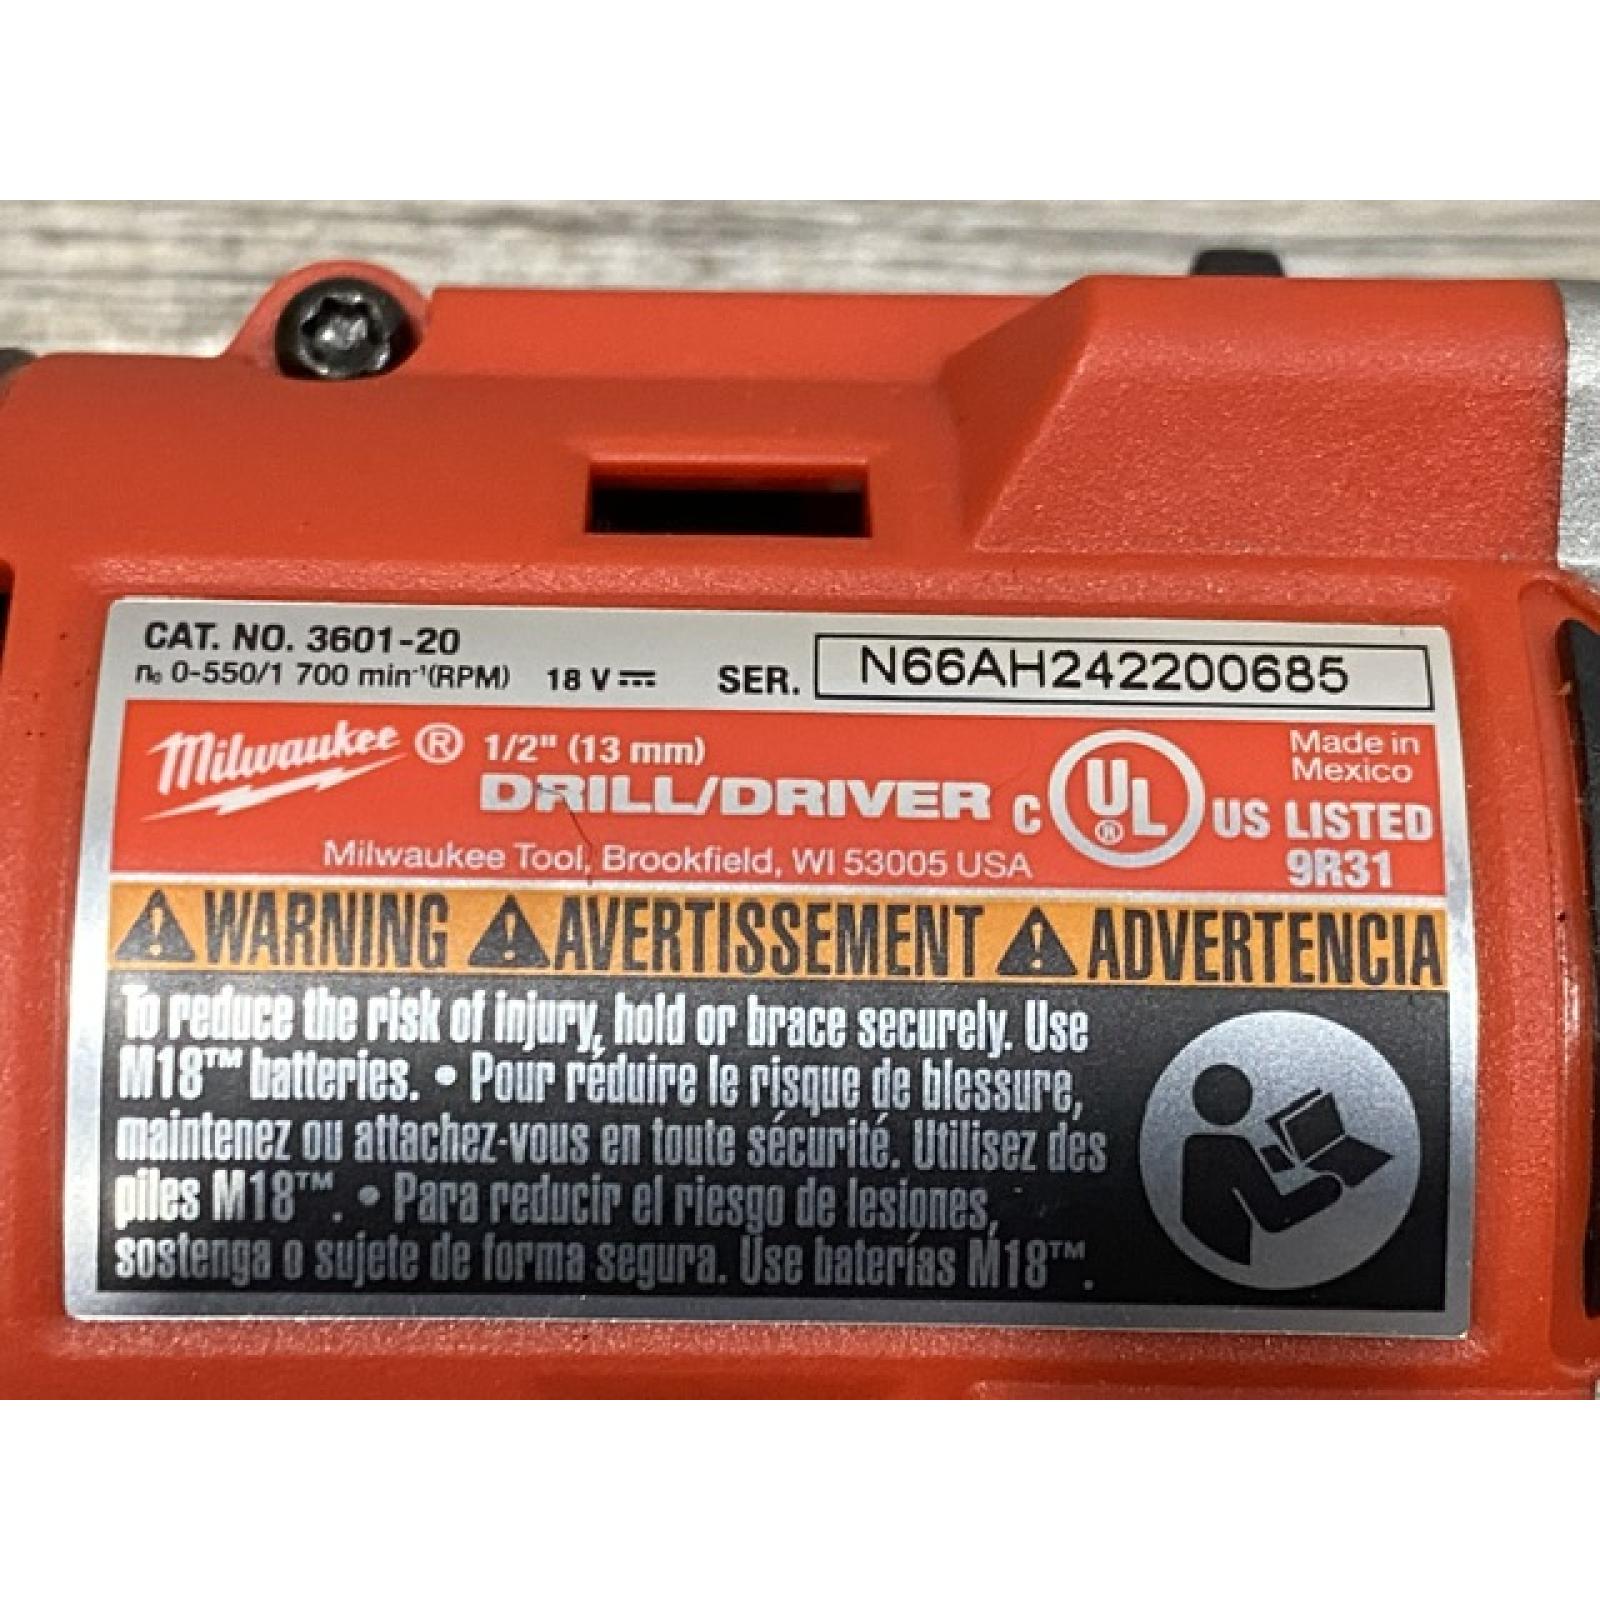 CAT. NO. 3601-20
n₀ 0-550/1 700 min⁻¹(RPM) 18 V ⎓ SER. N66AH242200685
Milwaukee ® 1/2" (13 mm)
DRILL/DRIVER
Milwaukee Tool, Brookfield, WI 53005 USA
C UL ® US LISTED
9R31
Made in
Mexico
WARNING AVERTISSEMENT ADVERTENCIA
To reduce the risk of injury, hold or brace securely. Use
M18™ batteries. • Pour réduire le risque de blessure,
maintenez ou attachez-vous en toute sécurité. Utilisez des
piles M18™. • Para reducir el riesgo de lesiones,
sostenga o sujete de forma segura. Use baterías M18™.